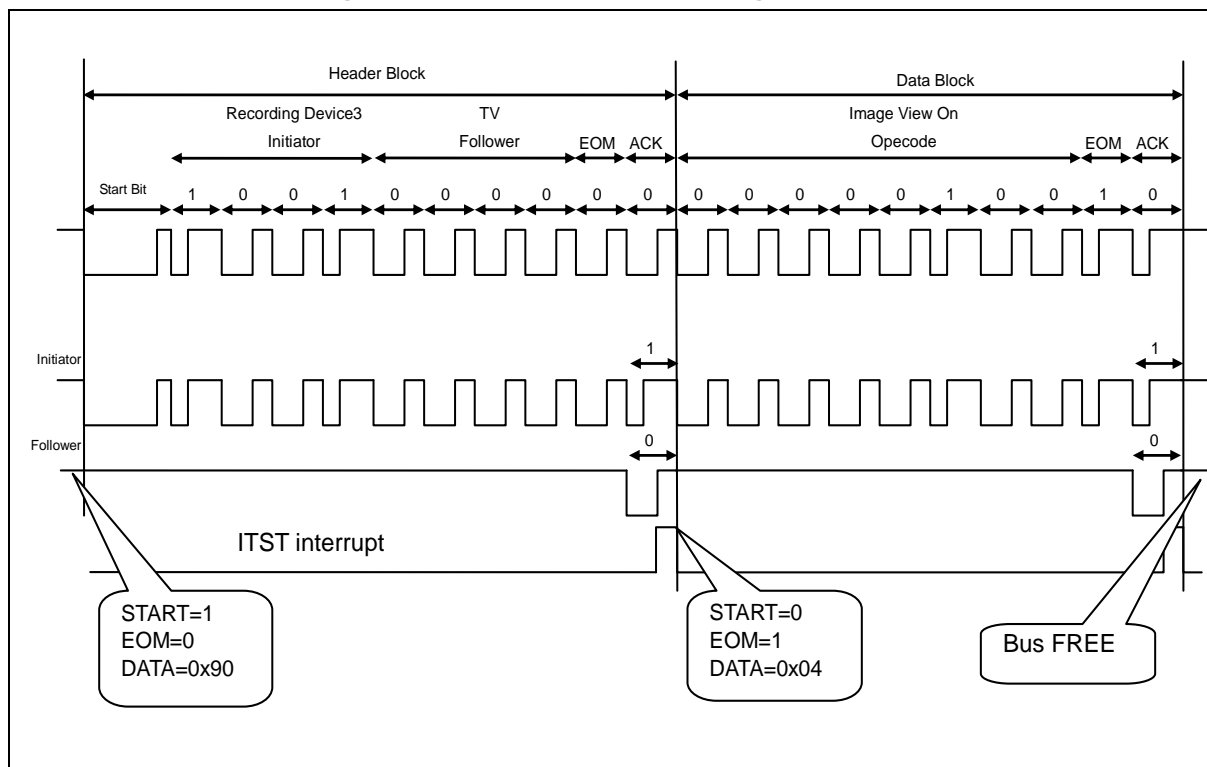 Header Block
Data Block
Recording Device3 TV Image View On
Initiator Follower EOM ACK Opecode EOM ACK
Start Bit 1 0 0 1 0 0 0 0 0 0 0 0 0 0 0 1 0 0 1 0
1 1
Initiator
0 0
Follower
ITST interrupt
START=1
EOM=0
DATA=0x90
START=0
EOM=1
DATA=0x04
Bus FREE